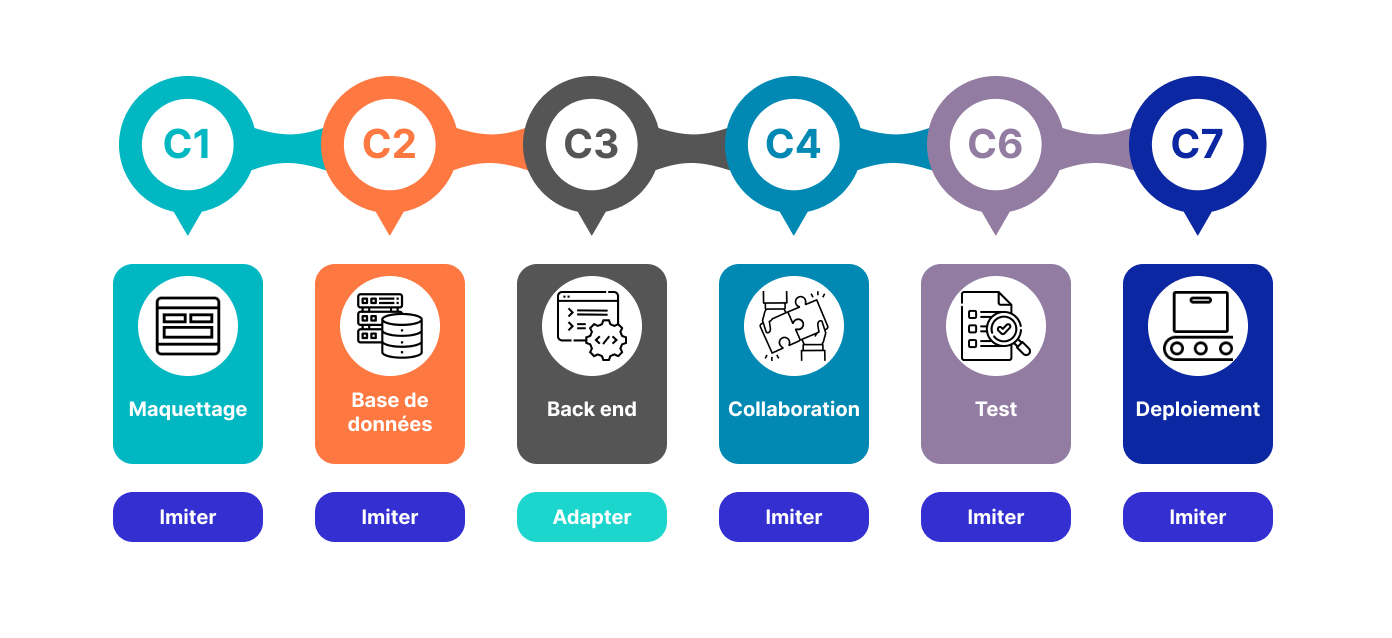 C1
C2
C3
C4
C6
C7
Maquettage
Base de
données
Back end
Collaboration
Test
Deploiement
Imiter
Imiter
Adapter
Imiter
Imiter
Imiter